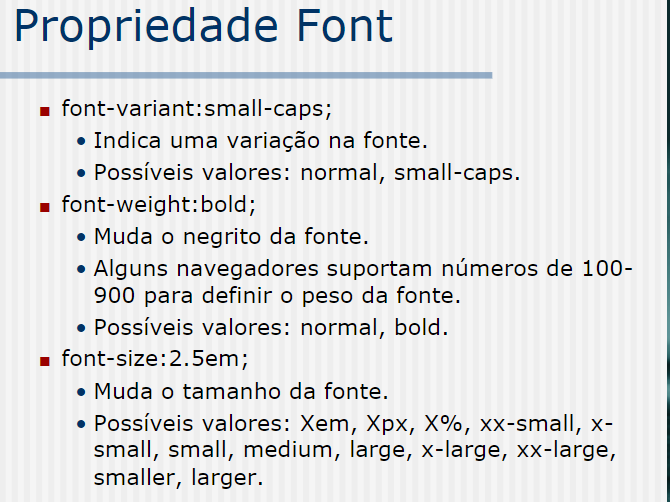 Propriedade Font
font-variant:small-caps;
Indica uma variação na fonte.
Possíveis valores: normal, small-caps.
font-weight:bold;
Muda o negrito da fonte.
Alguns navegadores suportam números de 100-
900 para definir o peso da fonte.
Possíveis valores: normal, bold.
font-size:2.5em;
Muda o tamanho da fonte.
Possíveis valores: Xem, Xpx, X%, xx-small, x-
small, small, medium, large, x-large, xx-large,
smaller, larger.